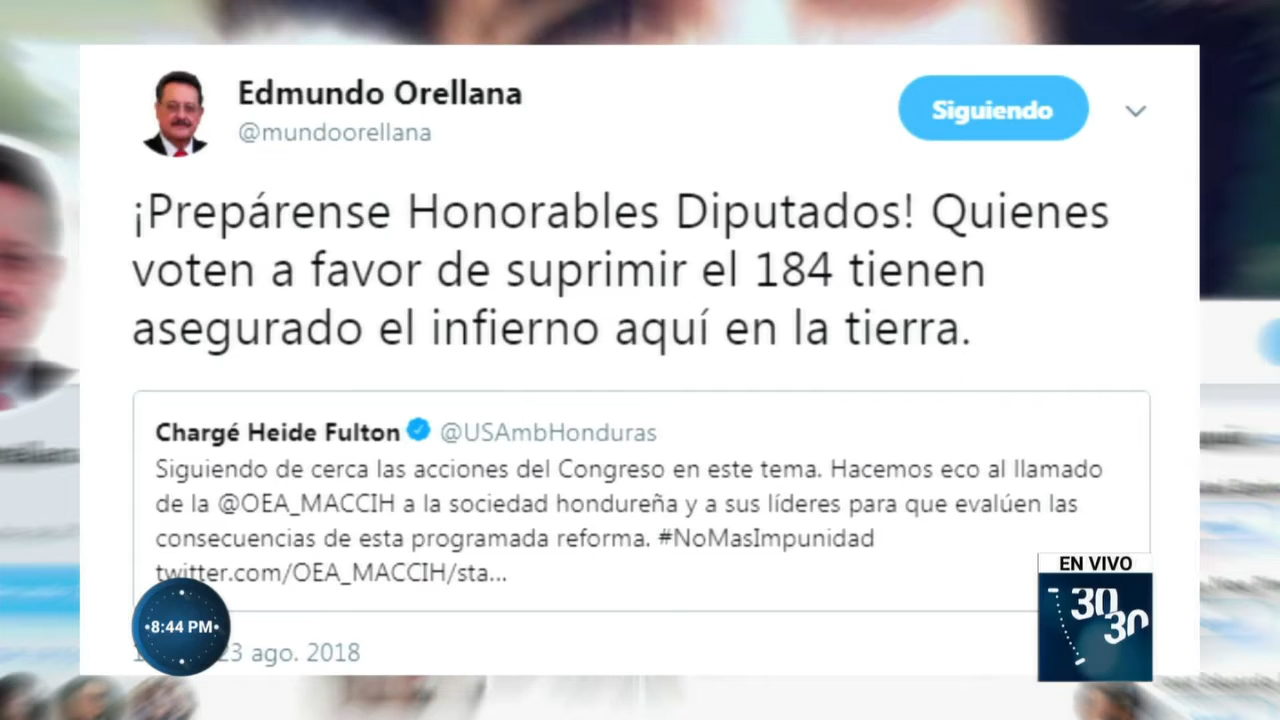 Edmundo Orellana
@mundoorellana
Siguiendo
¡Prepárense Honorables Diputados! Quienes
voten a favor de suprimir el 184 tienen
asegurado el infierno aquí en la tierra.
Chargé Heide Fulton @USAmbHonduras
Siguiendo de cerca las acciones del Congreso en este tema. Hacemos eco al llamado
de la @OEA_MACCIH a la sociedad hondureña y a sus líderes para que evalúen las
consecuencias de esta programada reforma. #NoMasImpunidad
twitter.com/OEA_MACCIH/sta...
23 ago. 2018
8:44 PM
EN VIVO
30
30